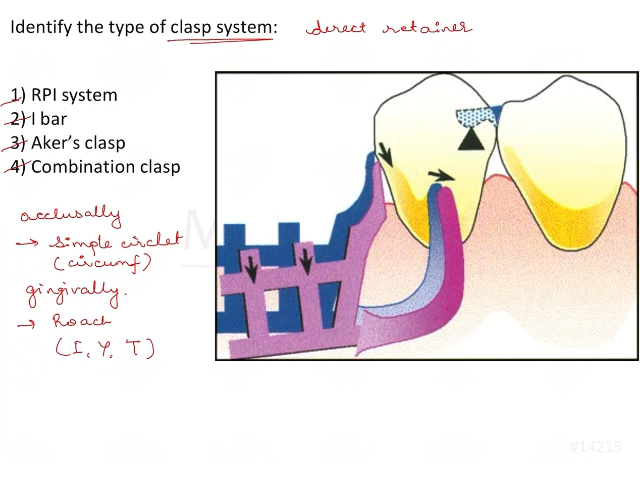 Identify the type of clasp system: direct retainer
1) RPI system
2) I bar
3) Aker's clasp
4) Combination clasp
occlusally
→ simple circlet
(circumf)
gingivally.
→ Roach
(I, Y, T)
#14215